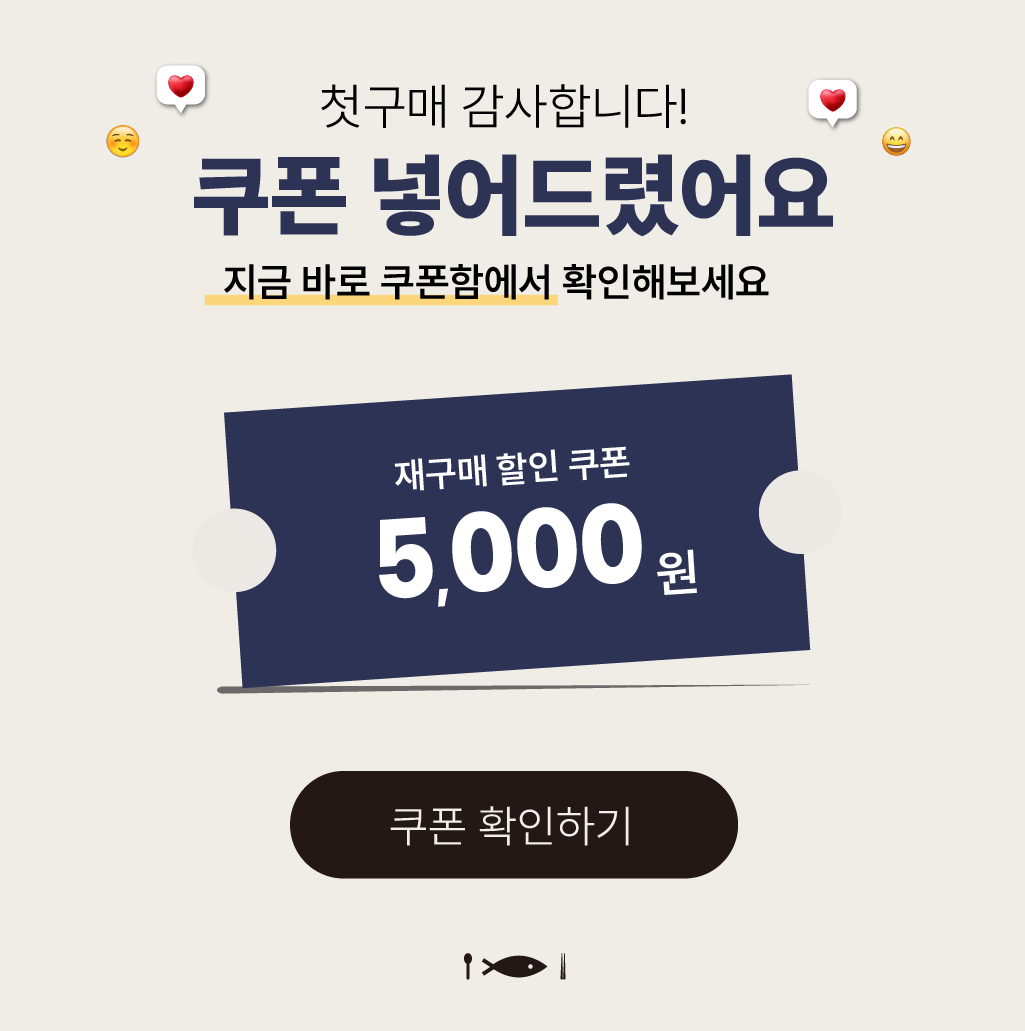 첫구매 감사합니다!
쿠폰 넣어드렸어요
지금 바로 쿠폰함에서 확인해보세요
재구매 할인 쿠폰
5,000 원
쿠폰 확인하기